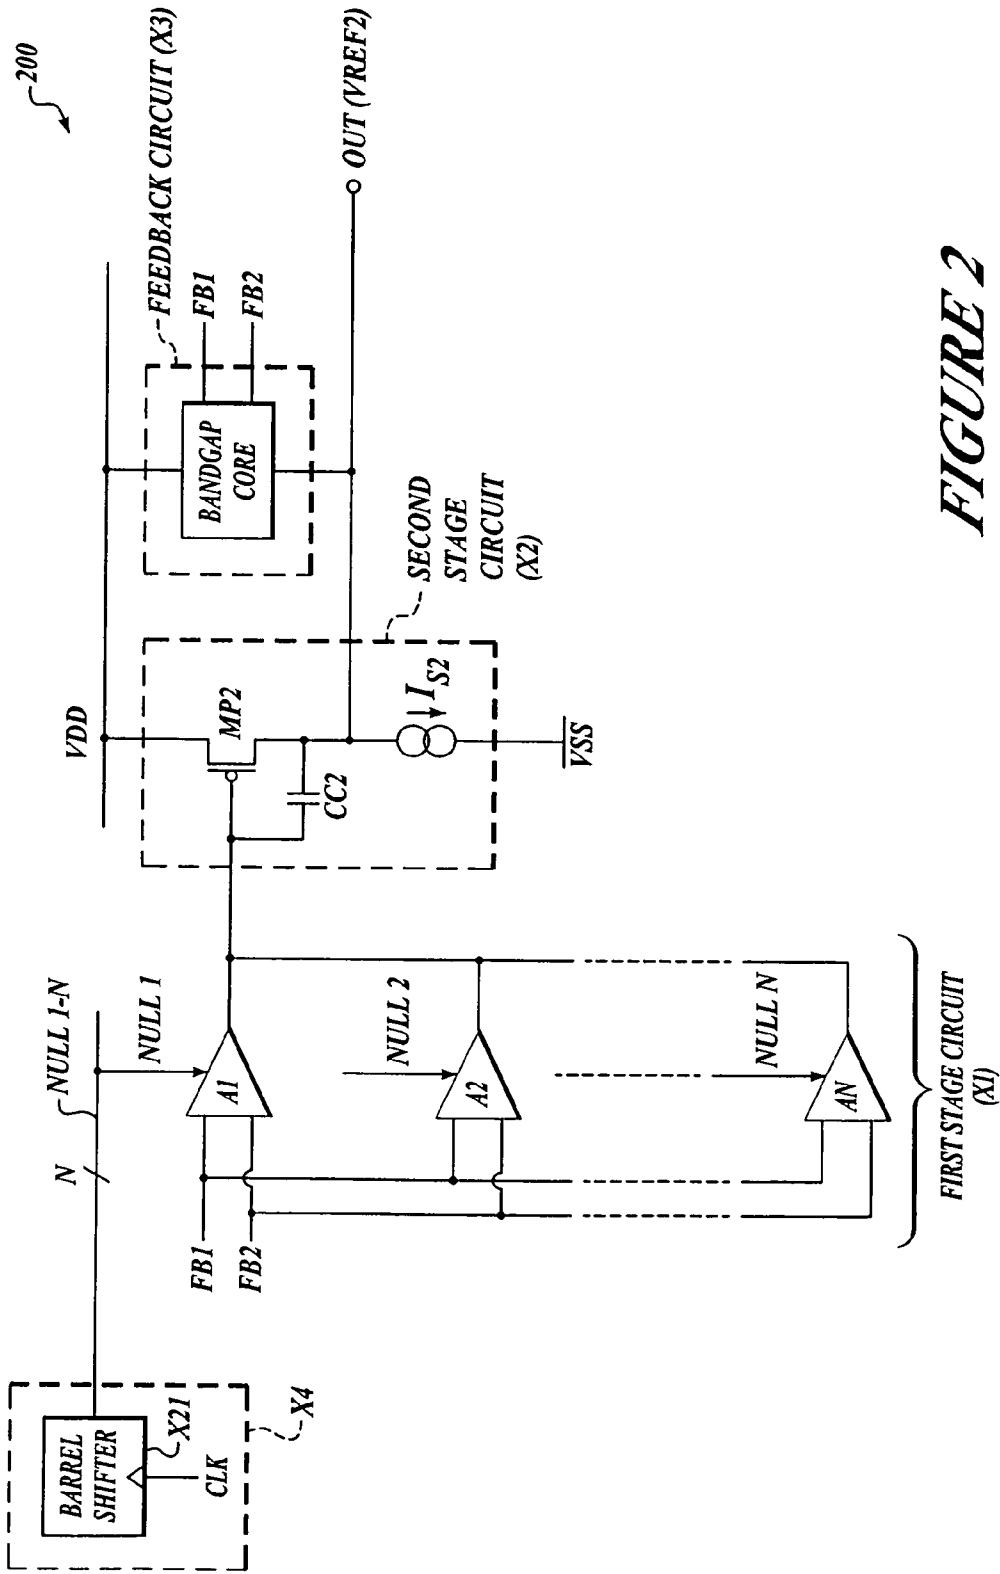 200
FEEDBACK CIRCUIT (X3)
OUT (VREF2)
FB1
FB2
BANDGAP
CORE
SECOND
STAGE
CIRCUIT
(X2)
VDD
MP2
CC2
I S2
VSS
NULL 1-N
N
NULL 1
NULL 2
NULL N
A1
A2
AN
FB1
FB2
FIRST STAGE CIRCUIT
(X1)
BARREL
SHIFTER
X21
CLK
X4
FIGURE 2